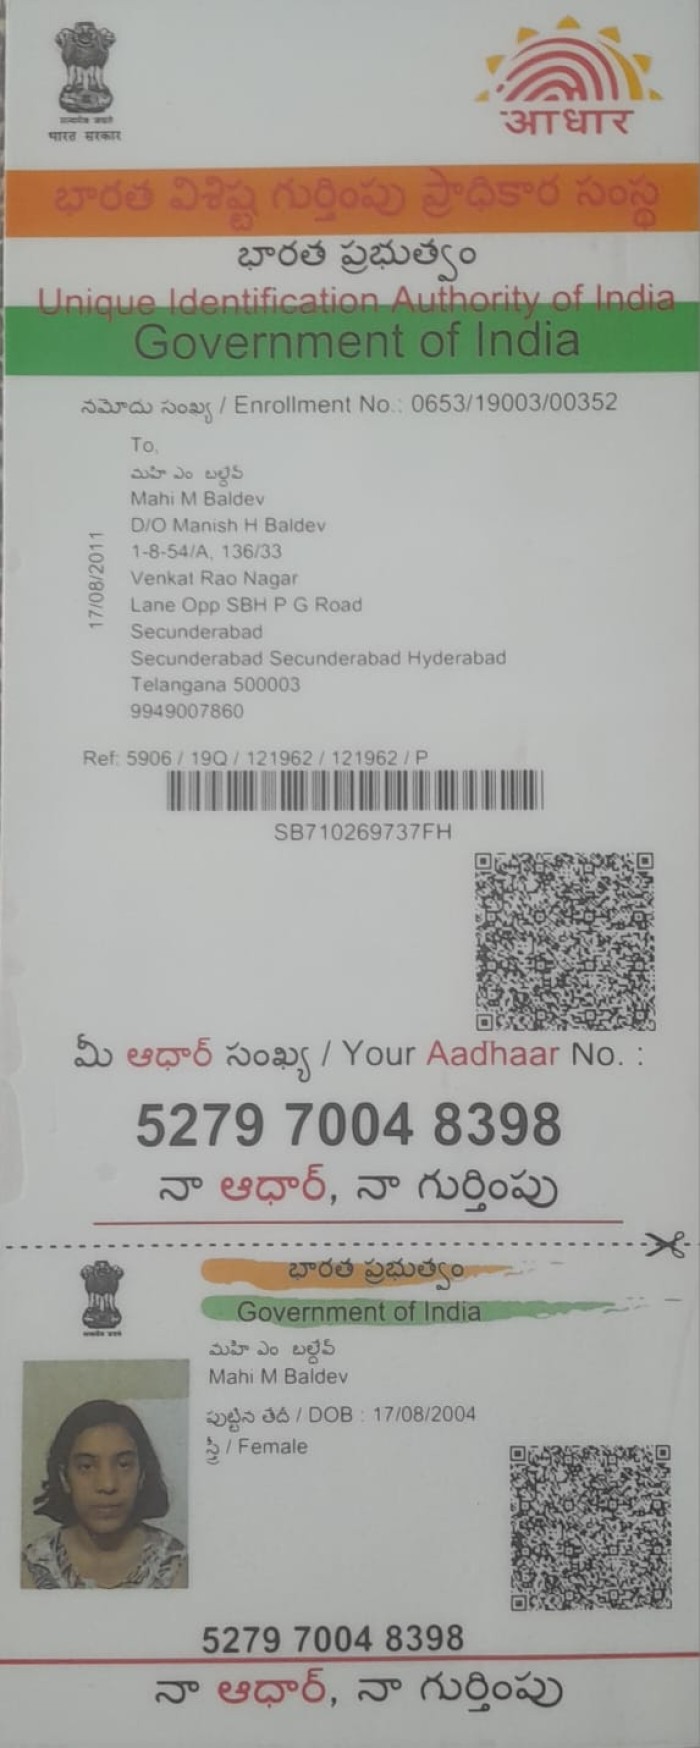 सत्यमेव जयते
भारत सरकार
आधार
భారత విశిష్ట గుర్తింపు ప్రాధికార సంస్థ
భారత ప్రభుత్వం
Unique Identification Authority of India
Government of India
నమోదు సంఖ్య / Enrollment No.: 0653/19003/00352
To,
మహి ఎం బల్దేవ్
Mahi M Baldev
D/O Manish H Baldev
1-8-54/A, 136/33
Venkat Rao Nagar
Lane Opp SBH P G Road
Secunderabad
Secunderabad Secunderabad Hyderabad
Telangana 500003
9949007860
17/08/2011
Ref: 5906 / 19Q / 121962 / 121962 / P
SB710269737FH
మీ ఆధార్ సంఖ్య / Your Aadhaar No. :
5279 7004 8398
నా ఆధార్, నా గుర్తింపు
భారత ప్రభుత్వం
Government of India
మహి ఎం బల్దేవ్
Mahi M Baldev
పుట్టిన తేదీ / DOB : 17/08/2004
స్త్రీ / Female
5279 7004 8398
నా ఆధార్, నా గుర్తింపు